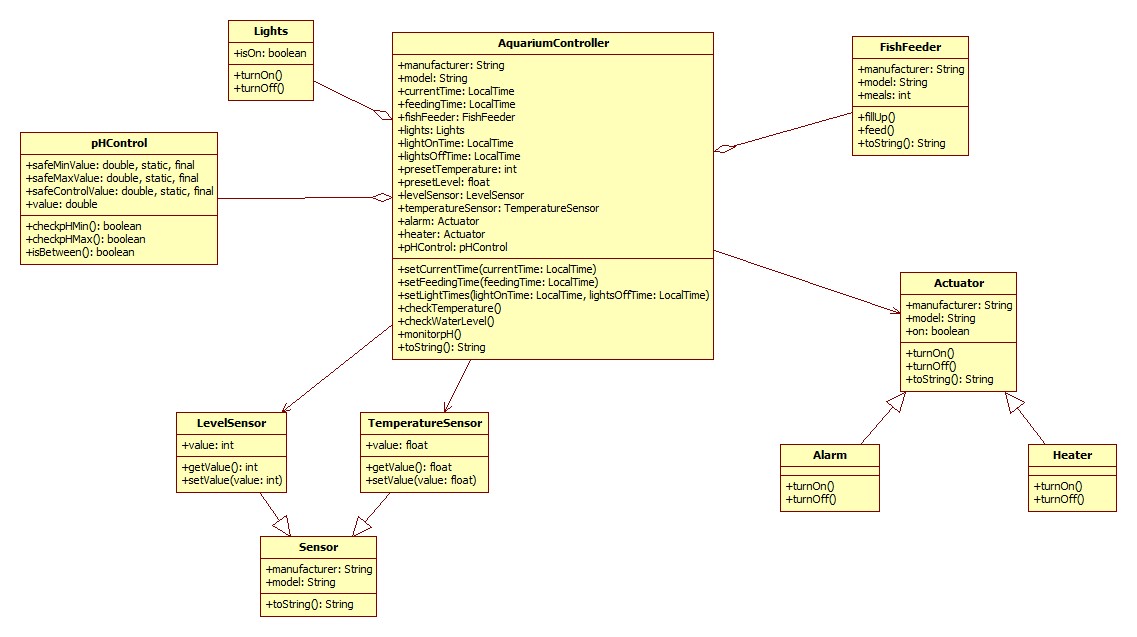 Lights
+isOn: boolean
+turnOn()
+turnOff()
AquariumController
+manufacturer: String
+model: String
+currentTime: LocalTime
+feedingTime: LocalTime
+fishFeeder: FishFeeder
+lights: Lights
+lightOnTime: LocalTime
+lightsOffTime: LocalTime
+presetTemperature: int
+presetLevel: float
+levelSensor: LevelSensor
+temperatureSensor: TemperatureSensor
+alarm: Actuator
+heater: Actuator
+pHControl: pHControl
+setCurrentTime(currentTime: LocalTime)
+setFeedingTime(feedingTime: LocalTime)
+setLightTimes(lightOnTime: LocalTime, lightsOffTime: LocalTime)
+checkTemperature()
+checkWaterLevel()
+monitorpH()
+toString(): String
FishFeeder
+manufacturer: String
+model: String
+meals: int
+fillUp()
+feed()
+toString(): String
pHControl
+safeMinValue: double, static, final
+safeMaxValue: double, static, final
+safeControlValue: double, static, final
+value: double
+checkpHMin(): boolean
+checkpHMax(): boolean
+isBetween(): boolean
Actuator
+manufacturer: String
+model: String
+on: boolean
+turnOn()
+turnOff()
+toString(): String
LevelSensor
+value: int
+getValue(): int
+setValue(value: int)
TemperatureSensor
+value: float
+getValue(): float
+setValue(value: float)
Alarm
+turnOn()
+turnOff()
Heater
+turnOn()
+turnOff()
Sensor
+manufacturer: String
+model: String
+toString(): String